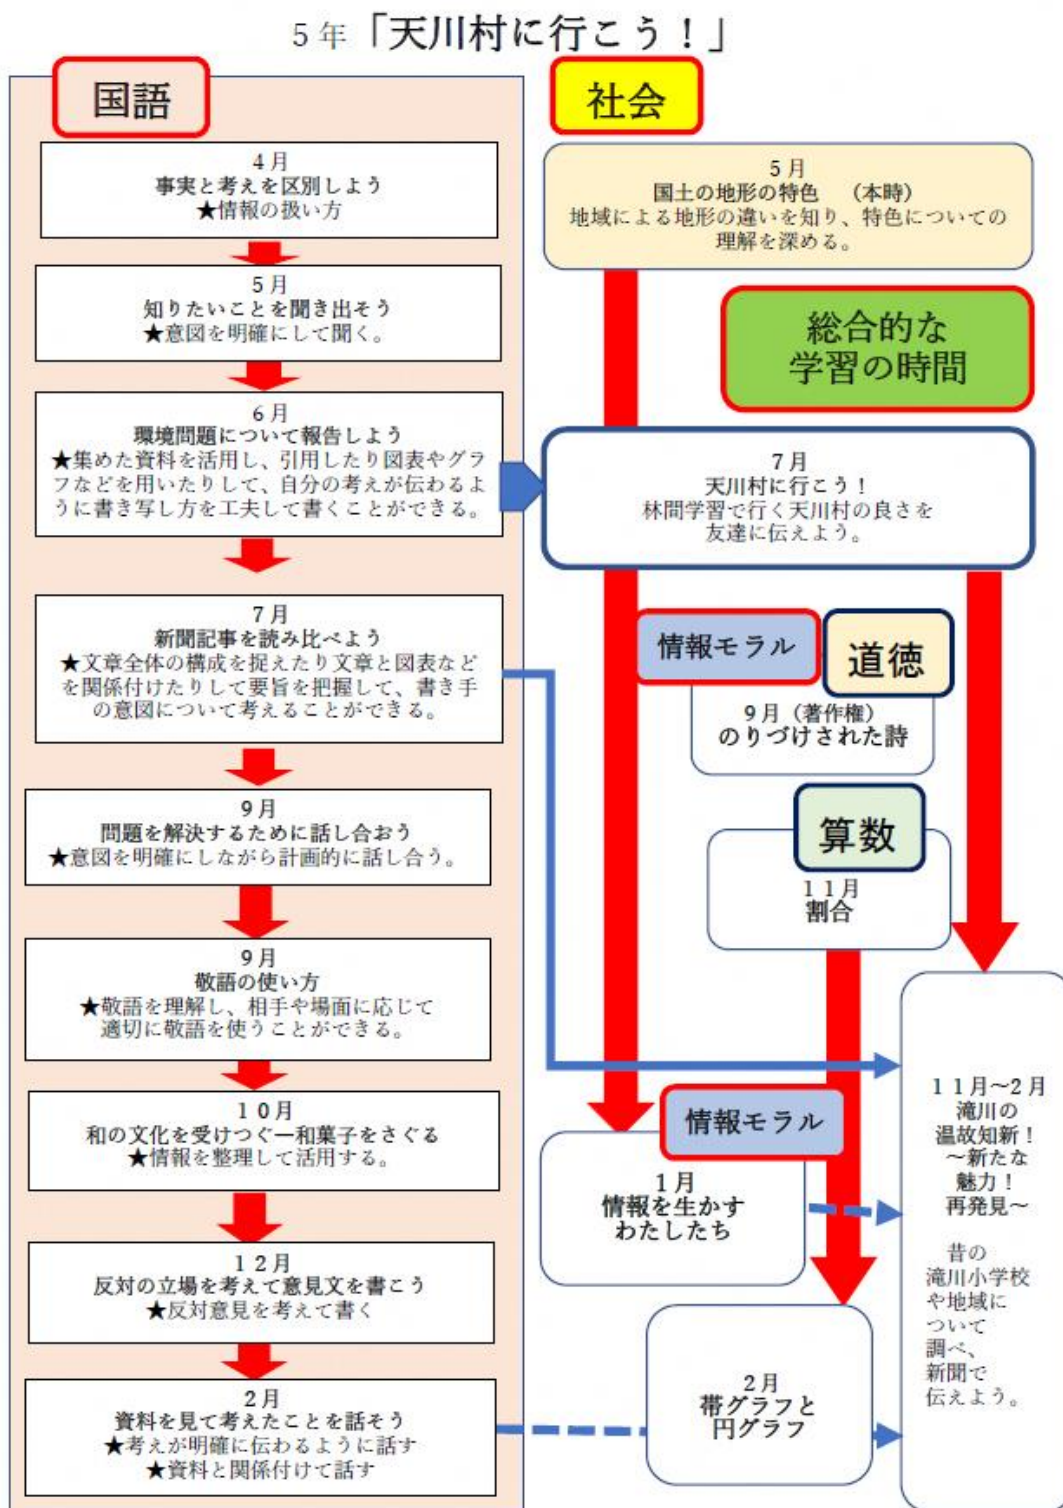 5年「天川村に行こう！」
国語
4月
事実と考えを区別しよう
★情報の扱い方
5月
知りたいことを聞き出そう
★意図を明確にして聞く。
6月
環境問題について報告しよう
★集めた資料を活用し、引用したり図表やグラ
フなどを用いたりして、自分の考えが伝わるよ
うに書き写し方を工夫して書くことができる。
7月
新聞記事を読み比べよう
★文章全体の構成を捉えたり文章と図表など
を関係付けたりして要旨を把握して、書き手
の意図について考えることができる。
9月
問題を解決するために話し合おう
★意図を明確にしながら計画的に話し合う。
9月
敬語の使い方
★敬語を理解し、相手や場面に応じて
適切に敬語を使うことができる。
10月
和の文化を受けつぐ―和菓子をさぐる
★情報を整理して活用する。
12月
反対の立場を考えて意見文を書こう
★反対意見を考えて書く
2月
資料を見て考えたことを話そう
★考えが明確に伝わるように話す
★資料と関係付けて話す
社会
5月
国土の地形の特色　（本時）
地域による地形の違いを知り、特色についての
理解を深める。
総合的な
学習の時間
7月
天川村に行こう！
林間学習で行く天川村の良さを
友達に伝えよう。
情報モラル
道徳
9月（著作権）
のりづけされた詩
算数
11月
割合
情報モラル
1月
情報を生かす
わたしたち
2月
帯グラフと
円グラフ
11月～2月
滝川の
温故知新！
～新たな
魅力！
再発見～
昔の
滝川小学校
や地域に
ついて
調べ、
新聞で
伝えよう。